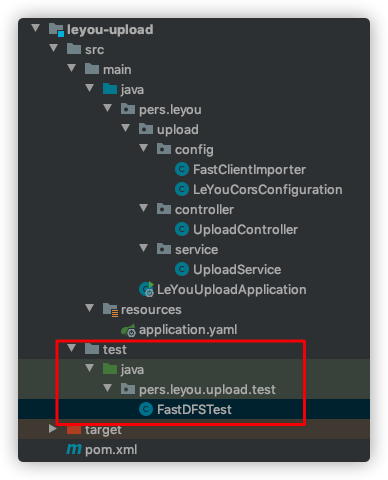 leyou-upload
src
main
java
pers.leyou
upload
config
FastClientImporter
LeYouCorsConfiguration
controller
UploadController
service
UploadService
LeYouUploadApplication
resources
application.yaml
test
java
pers.leyou.upload.test
FastDFSTest
target
pom.xml